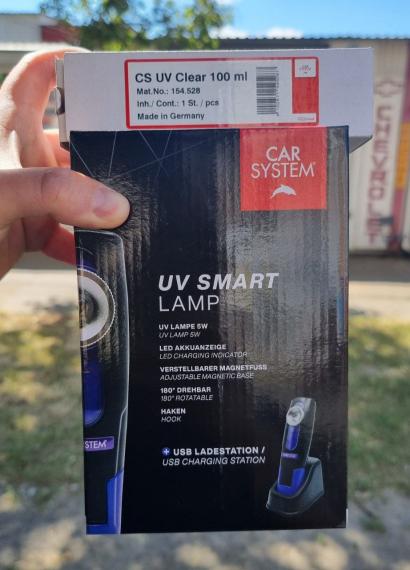 CS UV Clear 100 ml
Mat.No.: 154.528
Inh./ Cont.: 1 St. / pcs
Made in Germany
CAR
SYSTEM
UV SMART
LAMP
UV LAMPE 5W
UV LAMP 5W
LED AKKUANZEIGE
LED CHARGING INDICATOR
VERSTELLBARER MAGNETFUSS
ADJUSTABLE MAGNETIC BASE
180° DREHBAR
180° ROTATABLE
HAKEN
HOOK
+ USB LADESTATION /
USB CHARGING STATION
STEM
CHEVROLET